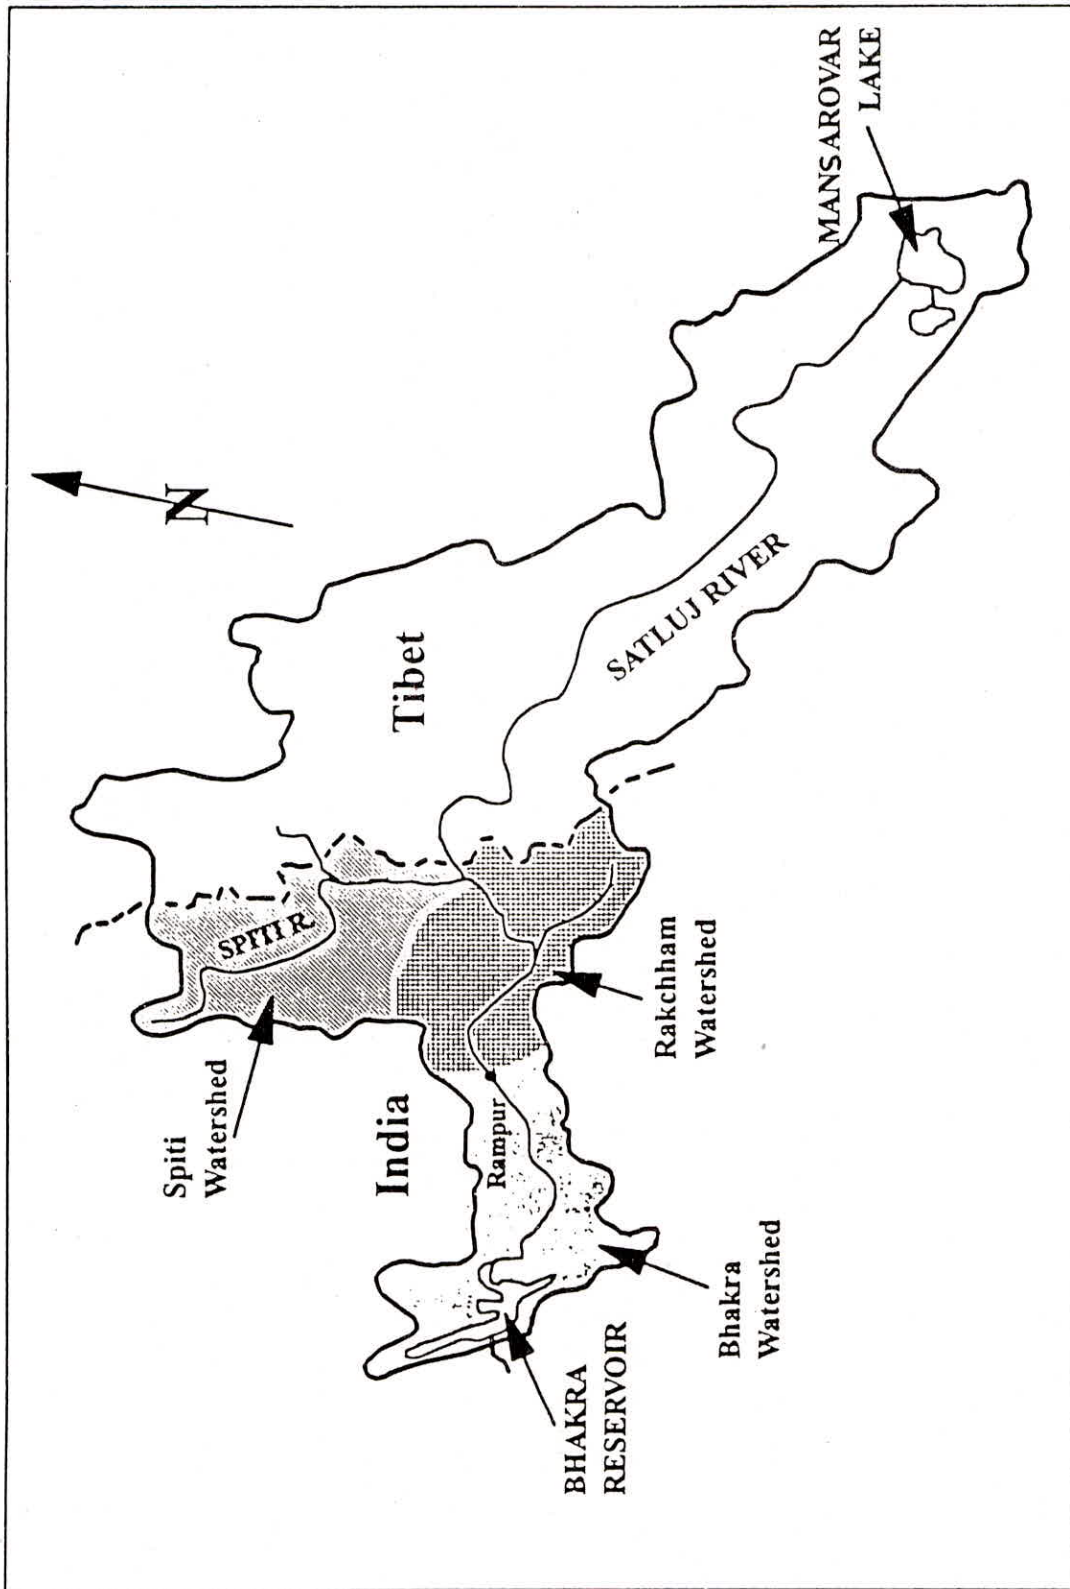 MANSAROVAR
LAKE
N
Tibet
SATLUJ RIVER
SPITI R.
Spiti
Watershed
India
Rampur
Rakchham
Watershed
BHAKRA
RESERVOIR
Bhakra
Watershed